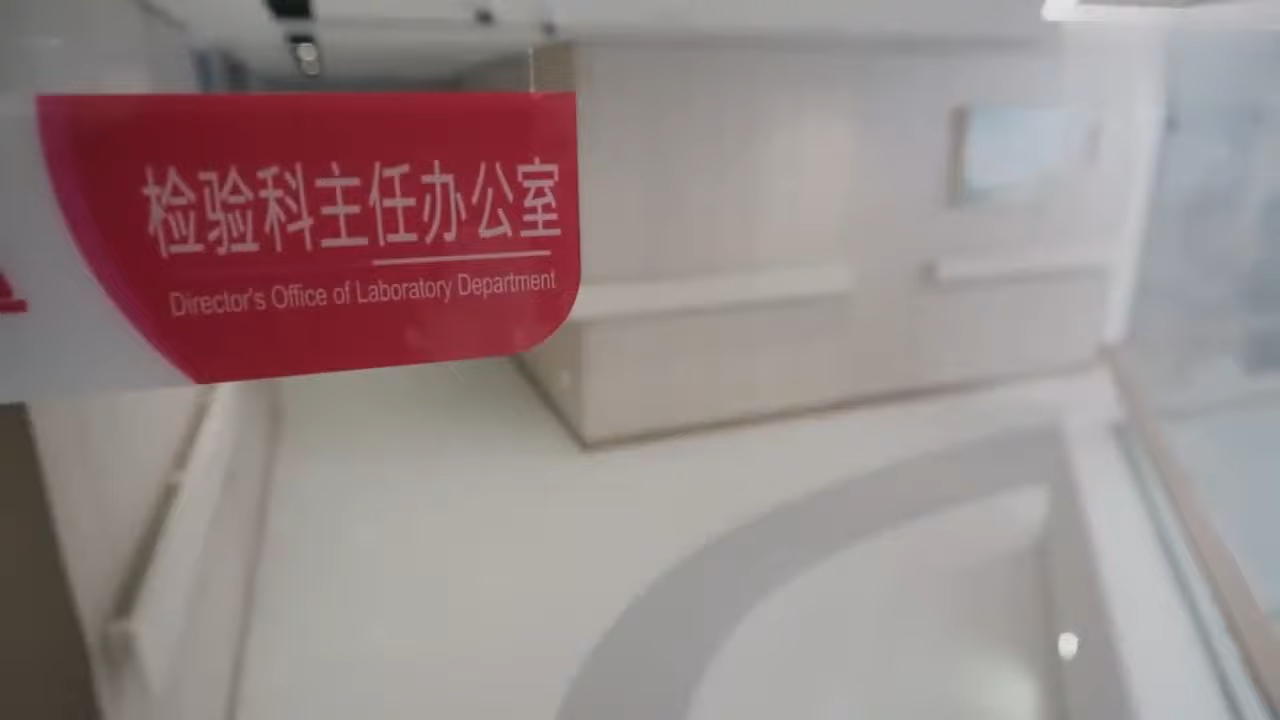 检验科主任办公室
Director's Office of Laboratory Department